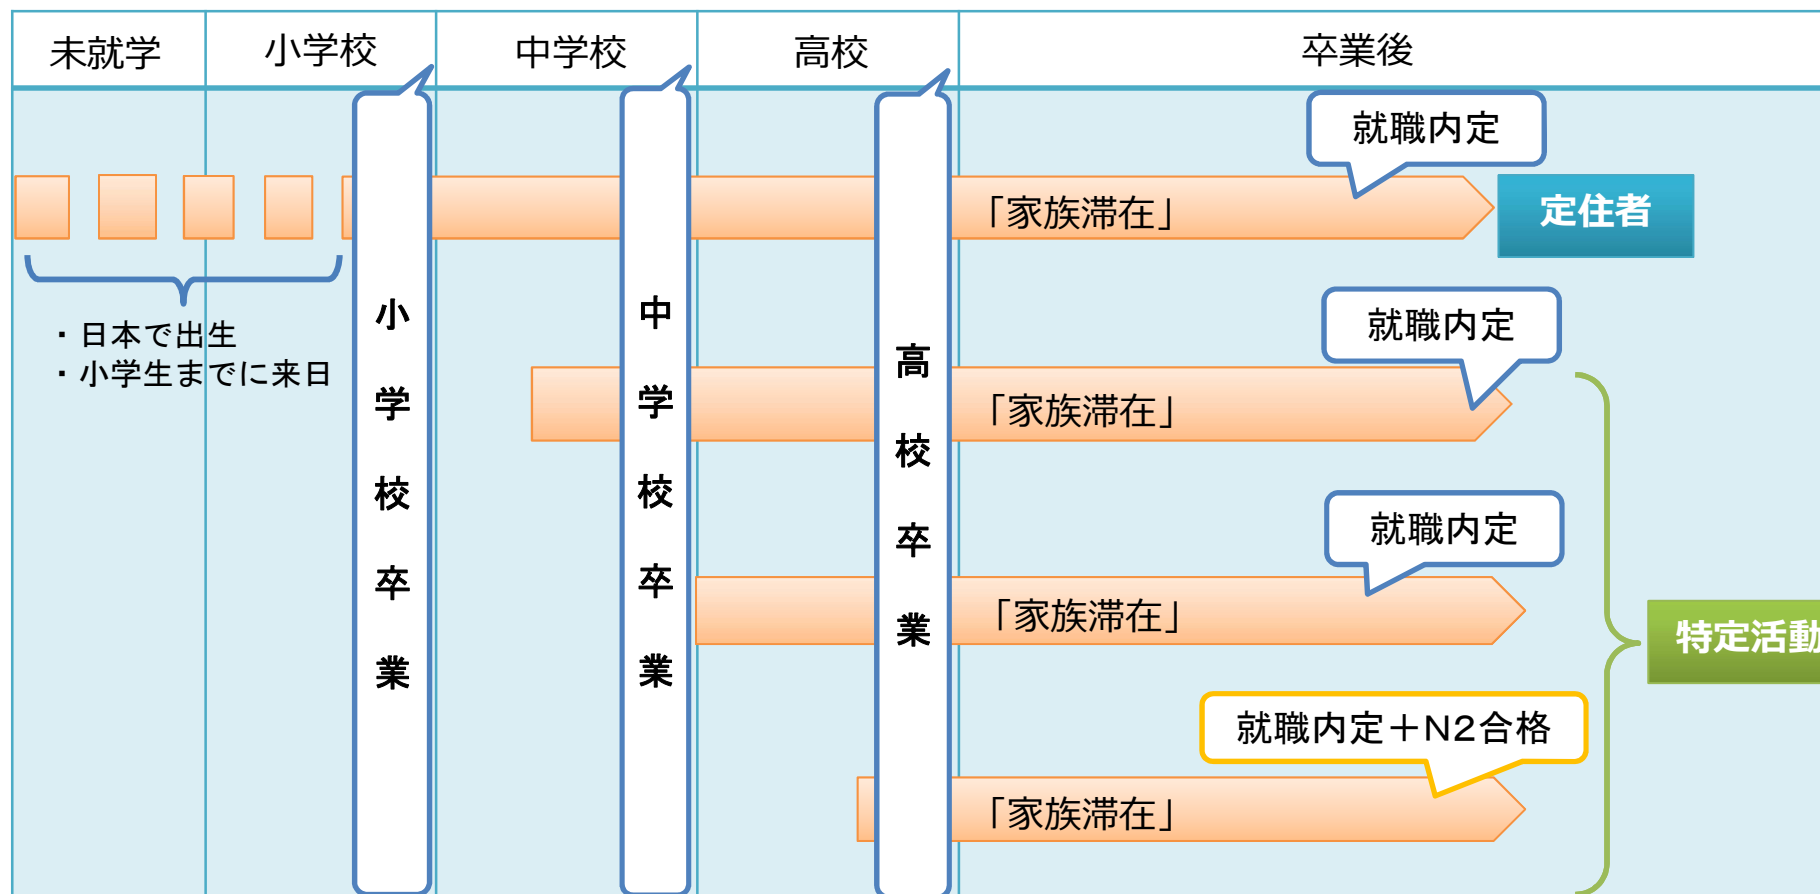 未就学
小学校
中学校
高校
卒業後
就職内定
「家族滞在」
定住者
・日本で出生
・小学生までに来日
小学校卒業
中学校卒業
高校卒業
就職内定
「家族滞在」
就職内定
「家族滞在」
特定活動
就職内定＋N2合格
「家族滞在」